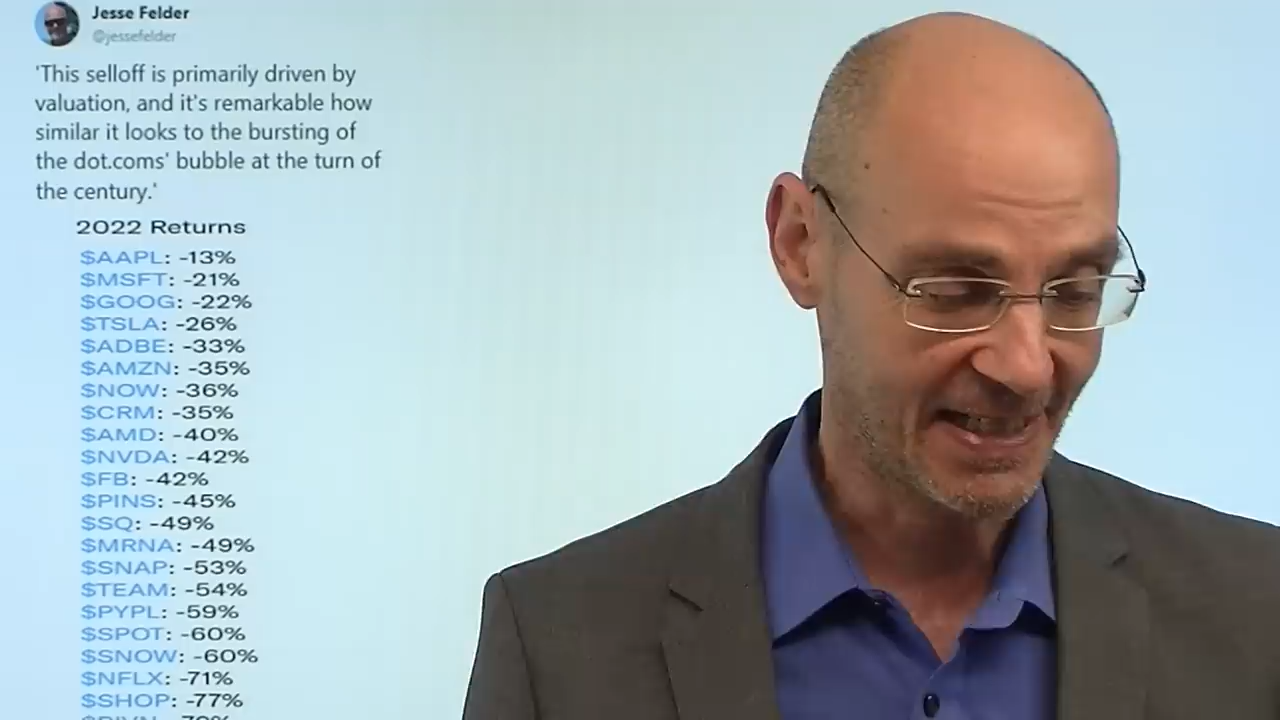 Jesse Felder
@jessefelder
'This selloff is primarily driven by
valuation, and it's remarkable how
similar it looks to the bursting of
the dot.coms' bubble at the turn of
the century.'
2022 Returns
$AAPL: -13%
$MSFT: -21%
$GOOG: -22%
$TSLA: -26%
$ADBE: -33%
$AMZN: -35%
$NOW: -36%
$CRM: -35%
$AMD: -40%
$NVDA: -42%
$FB: -42%
$PINS: -45%
$SQ: -49%
$MRNA: -49%
$SNAP: -53%
$TEAM: -54%
$PYPL: -59%
$SPOT: -60%
$SNOW: -60%
$NFLX: -71%
$SHOP: -77%